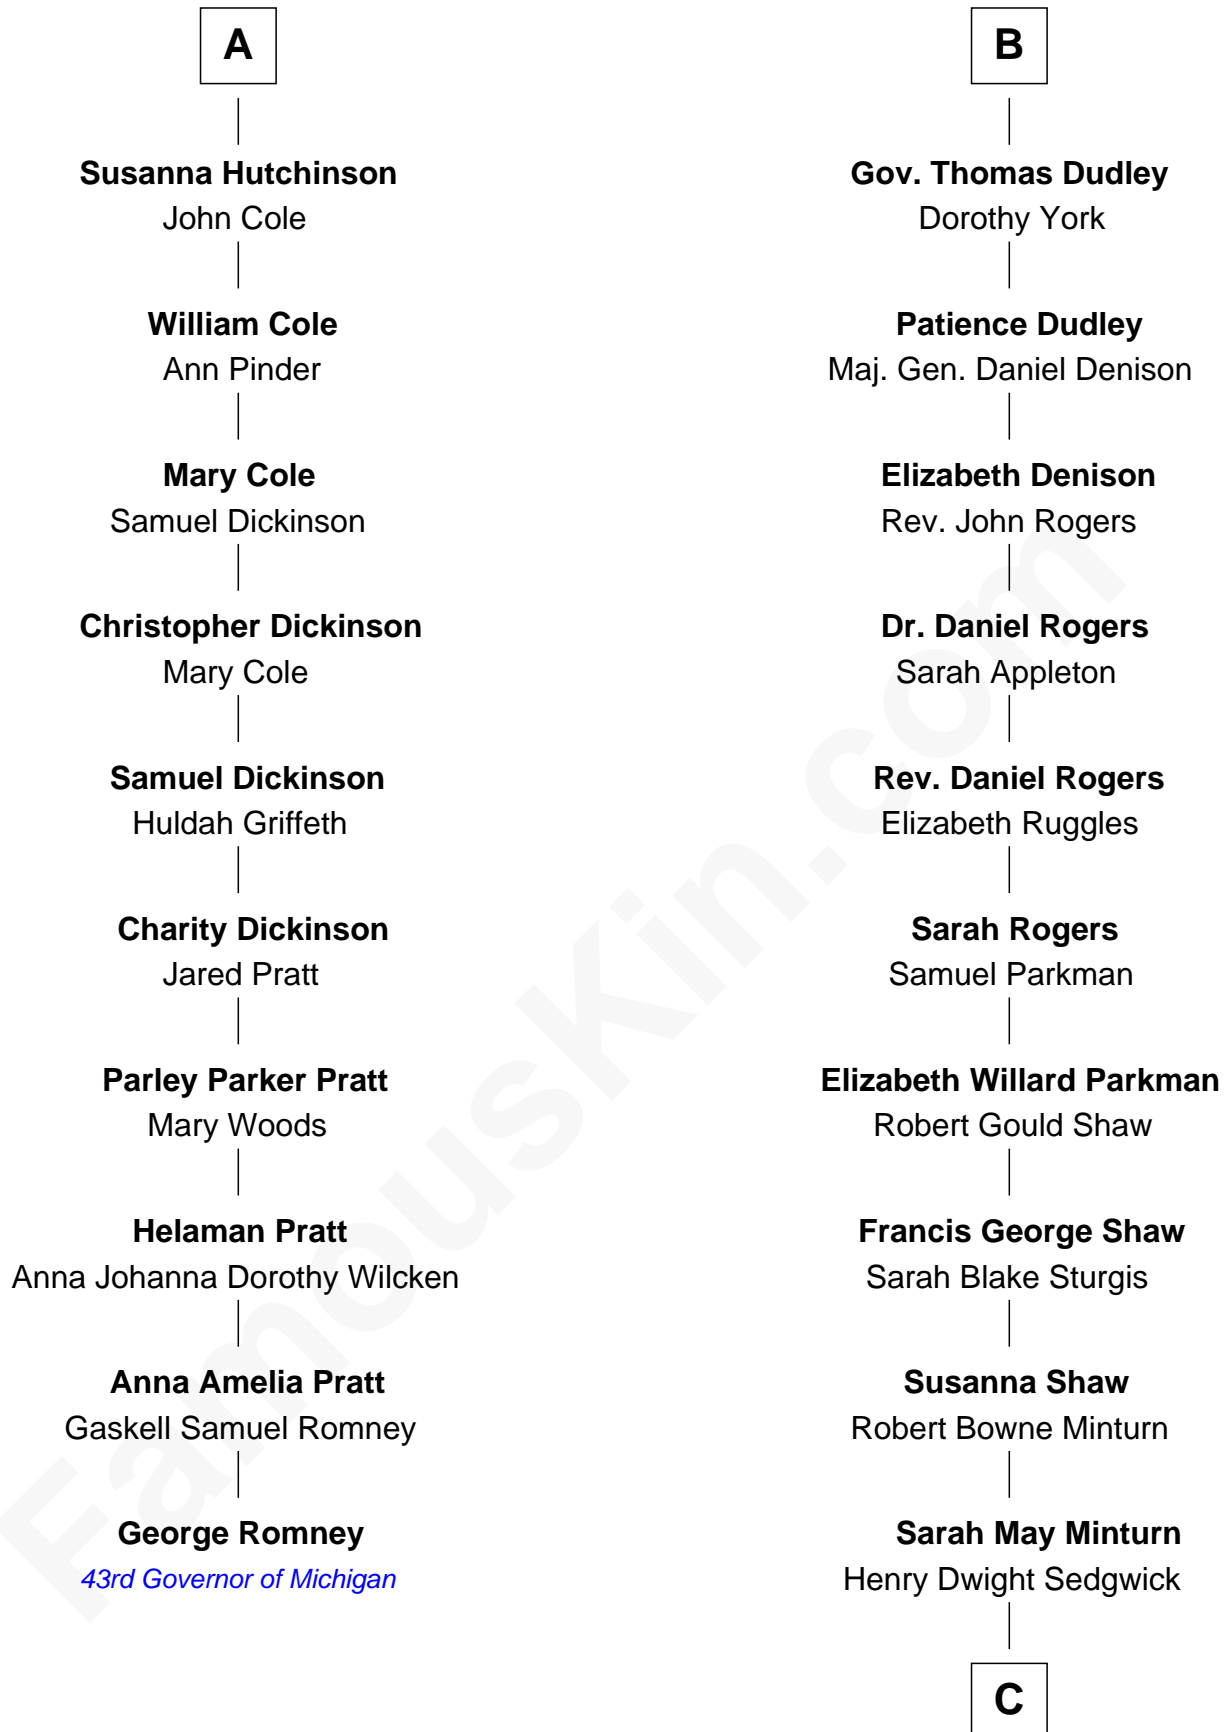 A
Susanna Hutchinson
John Cole
William Cole
Ann Pinder
Mary Cole
Samuel Dickinson
Christopher Dickinson
Mary Cole
Samuel Dickinson
Huldah Griffeth
Charity Dickinson
Jared Pratt
Parley Parker Pratt
Mary Woods
Helaman Pratt
Anna Johanna Dorothy Wilcken
Anna Amelia Pratt
Gaskell Samuel Romney
George Romney
43rd Governor of Michigan
B
Gov. Thomas Dudley
Dorothy York
Patience Dudley
Maj. Gen. Daniel Denison
Elizabeth Denison
Rev. John Rogers
Dr. Daniel Rogers
Sarah Appleton
Rev. Daniel Rogers
Elizabeth Ruggles
Sarah Rogers
Samuel Parkman
Elizabeth Willard Parkman
Robert Gould Shaw
Francis George Shaw
Sarah Blake Sturgis
Susanna Shaw
Robert Bowne Minturn
Sarah May Minturn
Henry Dwight Sedgwick
C
FamousKin.com